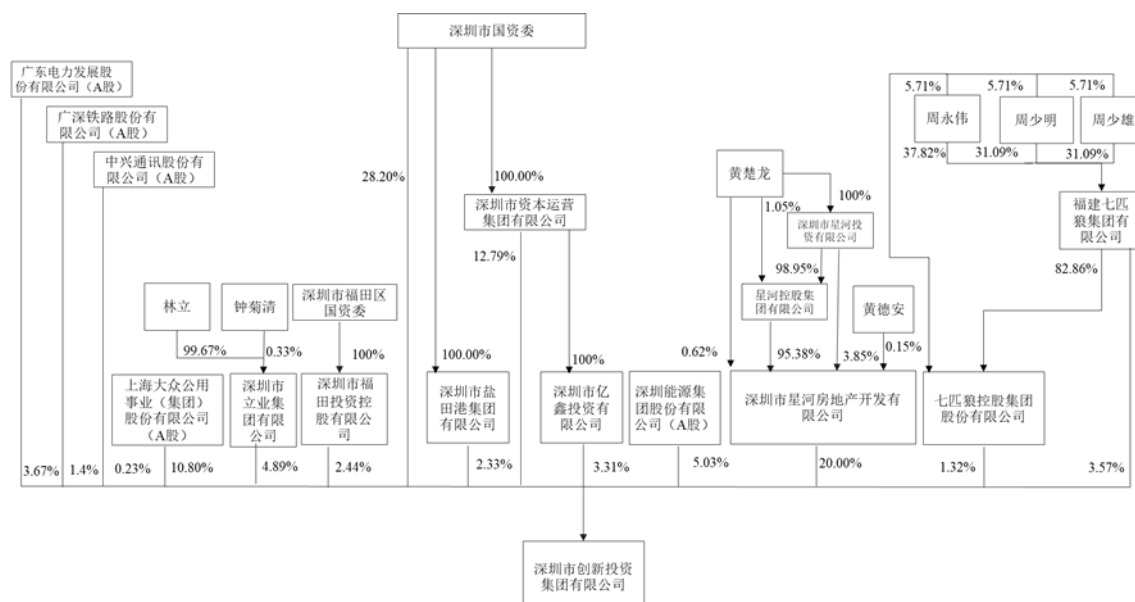 深圳市国资委
广东电力发展股
份有限公司（A股）
广深铁路股份有
限公司（A股）
中兴通讯股份有
限公司（A股）
28.20%
100.00%
深圳市资本运营
集团有限公司
12.79%
黄楚龙
1.05%
100%
深圳市星河投
资有限公司
98.95%
星河控股集
团有限公司
黄德安
5.71%
5.71%
5.71%
周永伟
周少明
周少雄
37.82%
31.09%
31.09%
福建七匹
狼集团有
限公司
82.86%
林立
钟菊清
深圳市福田区
国资委
99.67%
0.33%
100%
100.00%
100%
0.62%
95.38%
3.85%
0.15%
上海大众公用
事业（集团）
股份有限公司
（A股）
深圳市
立业集
团有限
公司
深圳市福
田投资控
股有限公
司
深圳市盐
田港集团
有限公司
深圳市亿
鑫投资有
限公司
深圳能源集
团股份有限
公司（A股）
深圳市星河房地产开发有
限公司
七匹狼控股集团
股份有限公司
3.67%
1.4%
0.23%
10.80%
4.89%
2.44%
2.33%
3.31%
5.03%
20.00%
1.32%
3.57%
深圳市创新投资
集团有限公司